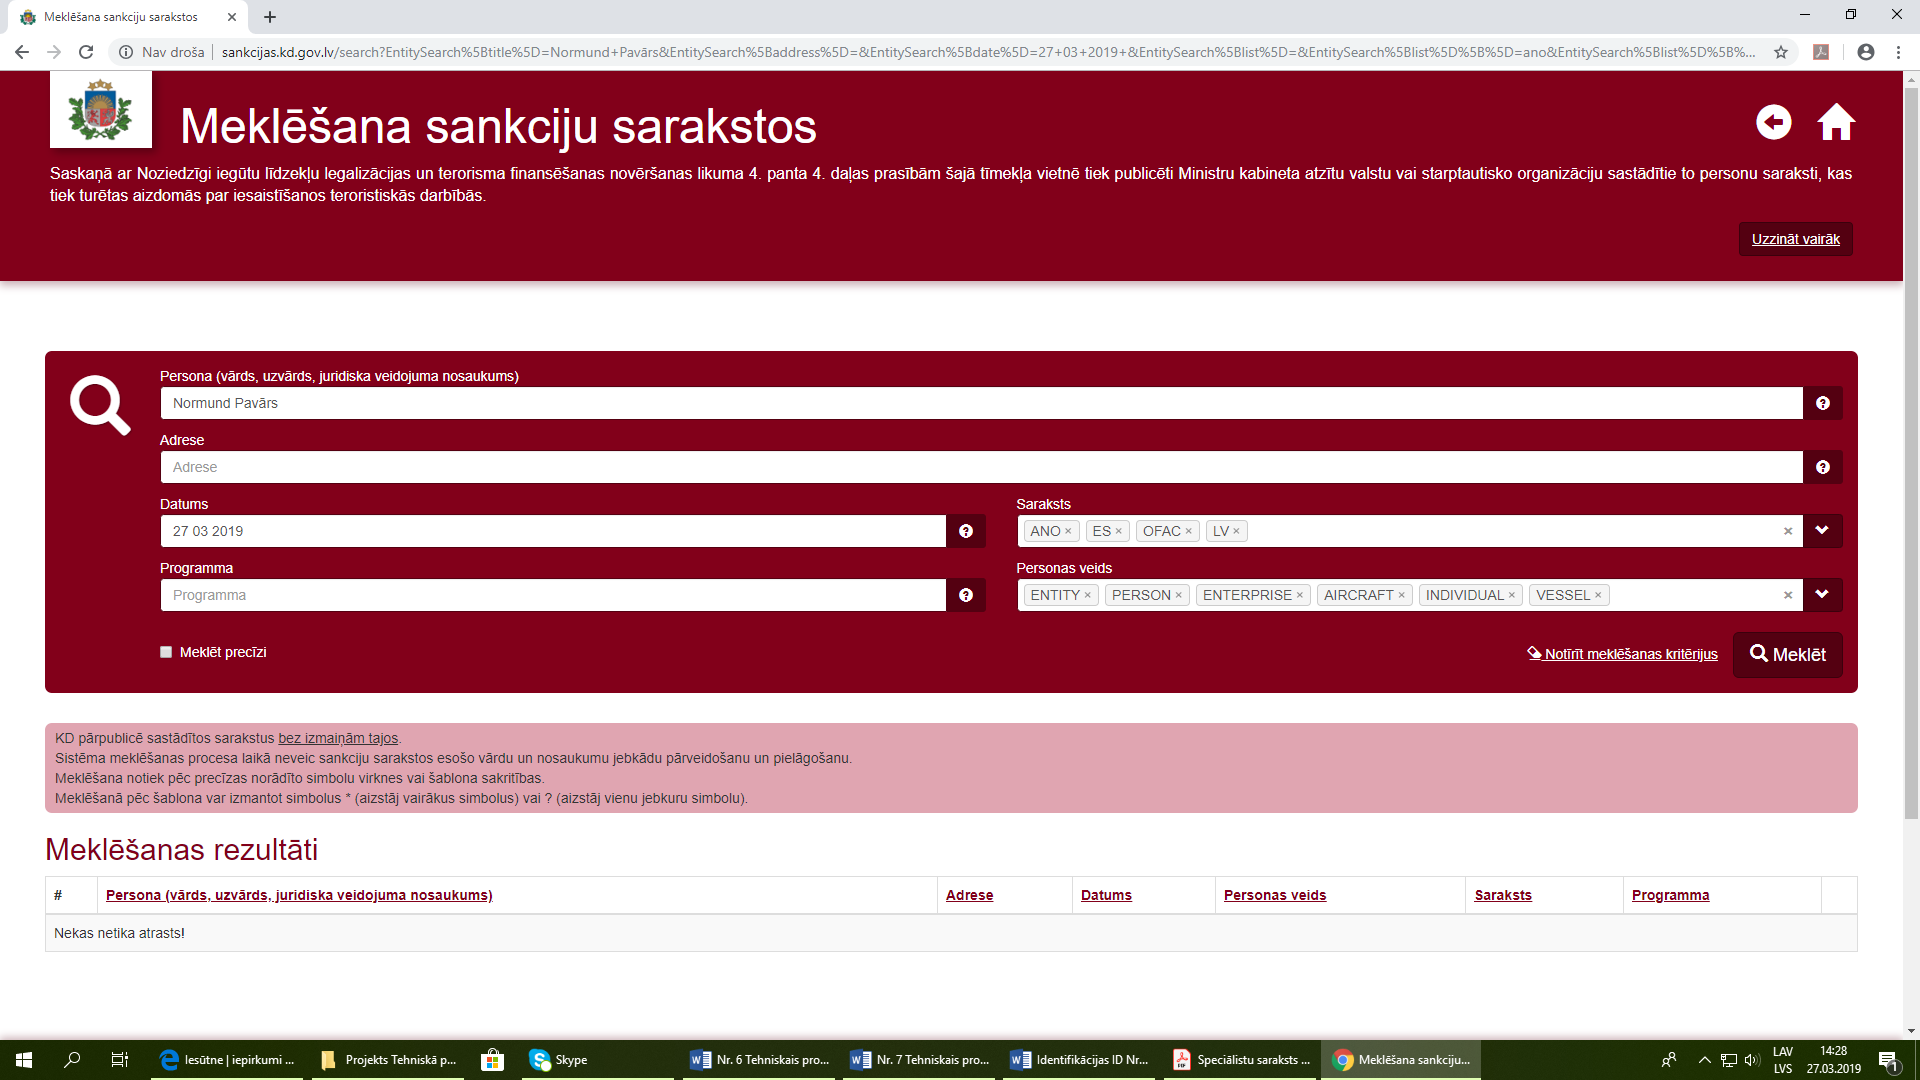 Meklēšana sankciju sarakstos
Nav droša
sankcijas.kd.gov.lv/search?EntitySearch%5Btitle%5D=Normund+Pavārs&EntitySearch%5Baddress%5D=&EntitySearch%5Bdate%5D=27+03+2019+&EntitySearch%5Blist%5D=&EntitySearch%5Blist%5D%5B%5D=ano&EntitySearch%5Blist%5D%5B%...
Meklēšana sankciju sarakstos
Saskaņā ar Noziedzīgi iegūtu līdzekļu legalizācijas un terorisma finansēšanas novēršanas likuma 4. panta 4. daļas prasībām šajā tīmekļa vietnē tiek publicēti Ministru kabineta atzītu valstu vai starptautisko organizāciju sastādītie to personu saraksti, kas
tiek turētas aizdomās par iesaistīšanos teroristiskās darbībās.
Uzzināt vairāk
Persona (vārds, uzvārds, juridiska veidojuma nosaukums)
Normund Pavārs
Adrese
Adrese
Datums
Saraksts
27 03 2019
ANO × ES × OFAC × LV ×
Programma
Personas veids
Programma
ENTITY × PERSON × ENTERPRISE × AIRCRAFT × INDIVIDUAL × VESSEL ×
Meklēt precīzi
Notīrīt meklēšanas kritērijus
Meklēt
KD pārpublicē sastādītos sarakstus bez izmaiņām tajos.
Sistēma meklēšanas procesa laikā neveic sankciju sarakstos esošo vārdu un nosaukumu jebkādu pārveidošanu un pielāgošanu.
Meklēšana notiek pēc precīzas norādīto simbolu virknes vai šablona sakritības.
Meklēšanā pēc šablona var izmantot simbolus * (aizstāj vairākus simbolus) vai ? (aizstāj vienu jebkuru simbolu).
Meklēšanas rezultāti
# Persona (vārds, uzvārds, juridiska veidojuma nosaukums) Adrese Datums Personas veids Saraksts Programma
Nekas netika atrasts!
Iesūtne | iepirkumi ...
Projekts Tehniskā p...
Skype
Nr. 6 Tehniskais pro...
Nr. 7 Tehniskais pro...
Identifikācijas ID Nr...
Speciālistu saraksts ...
Meklēšana sankciju...
LAV
LVS
14:28
27.03.2019
1